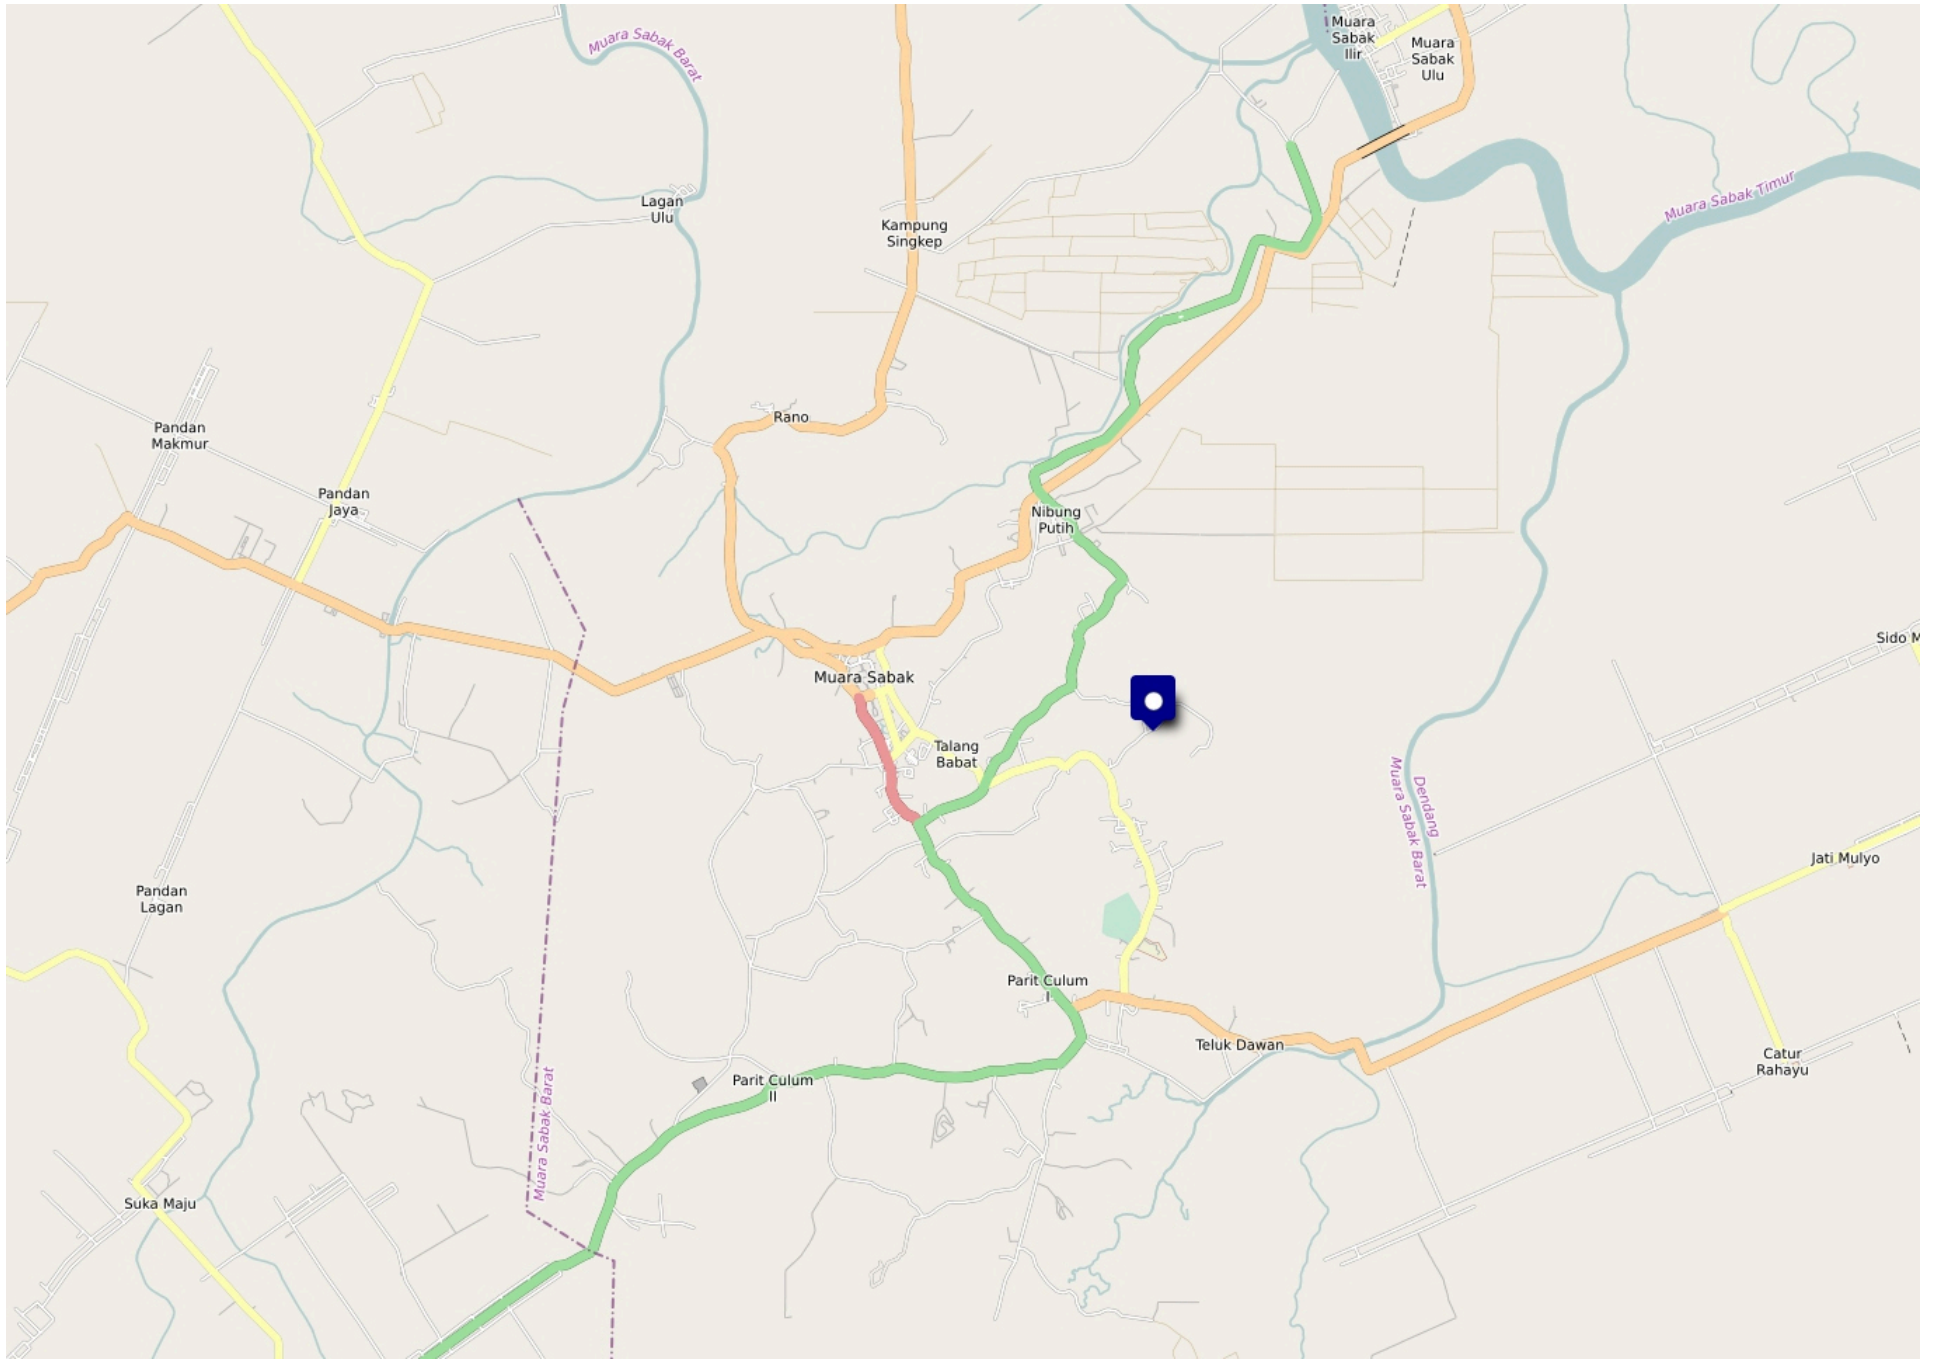 Muara Sabak Barat
Muara
Sabak
Ilir
Muara
Sabak
Ulu
Muara Sabak Timur
Lagan
Ulu
Kampung
Singkep
Rano
Pandan
Makmur
Pandan
Jaya
Nibung
Putih
Sido M
Muara Sabak
Talang
Babat
Dendang
Muara Sabak Barat
Jati Mulyo
Pandan
Lagan
Parit Culum
I
Teluk Dawan
Catur
Rahayu
Parit Culum
II
Muara Sabak Barat
Suka Maju